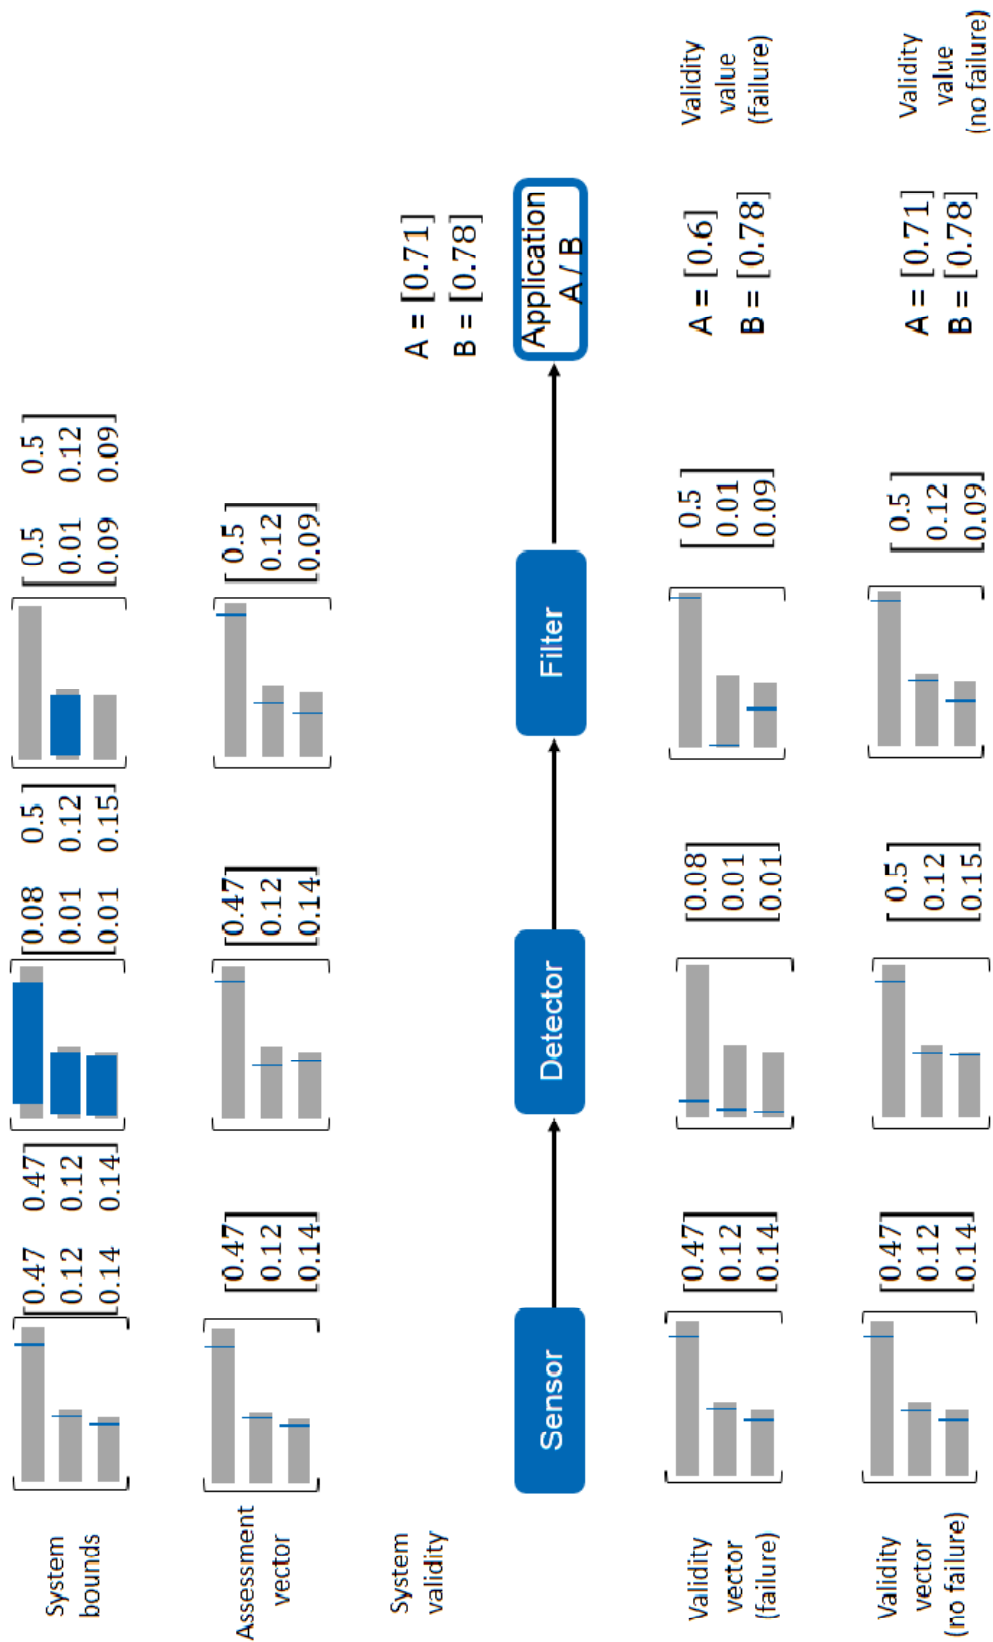 System
bounds
0.47 0.47
0.12 0.12
0.14 0.14
0.08 0.5
0.01 0.12
0.01 0.15
0.5 0.5
0.01 0.12
0.09 0.09
Assessment
vector
0.47
0.12
0.14
0.47
0.12
0.14
0.5
0.12
0.09
System
validity
A = [0.71]
B = [0.78]
Sensor
Detector
Filter
Application
A / B
Validity
vector
(failure)
0.47
0.12
0.14
0.08
0.01
0.01
0.5
0.01
0.09
A = [0.6]
B = [0.78]
Validity
value
(failure)
Validity
vector
(no failure)
0.47
0.12
0.14
0.5
0.12
0.15
0.5
0.12
0.09
A = [0.71]
B = [0.78]
Validity
value
(no failure)